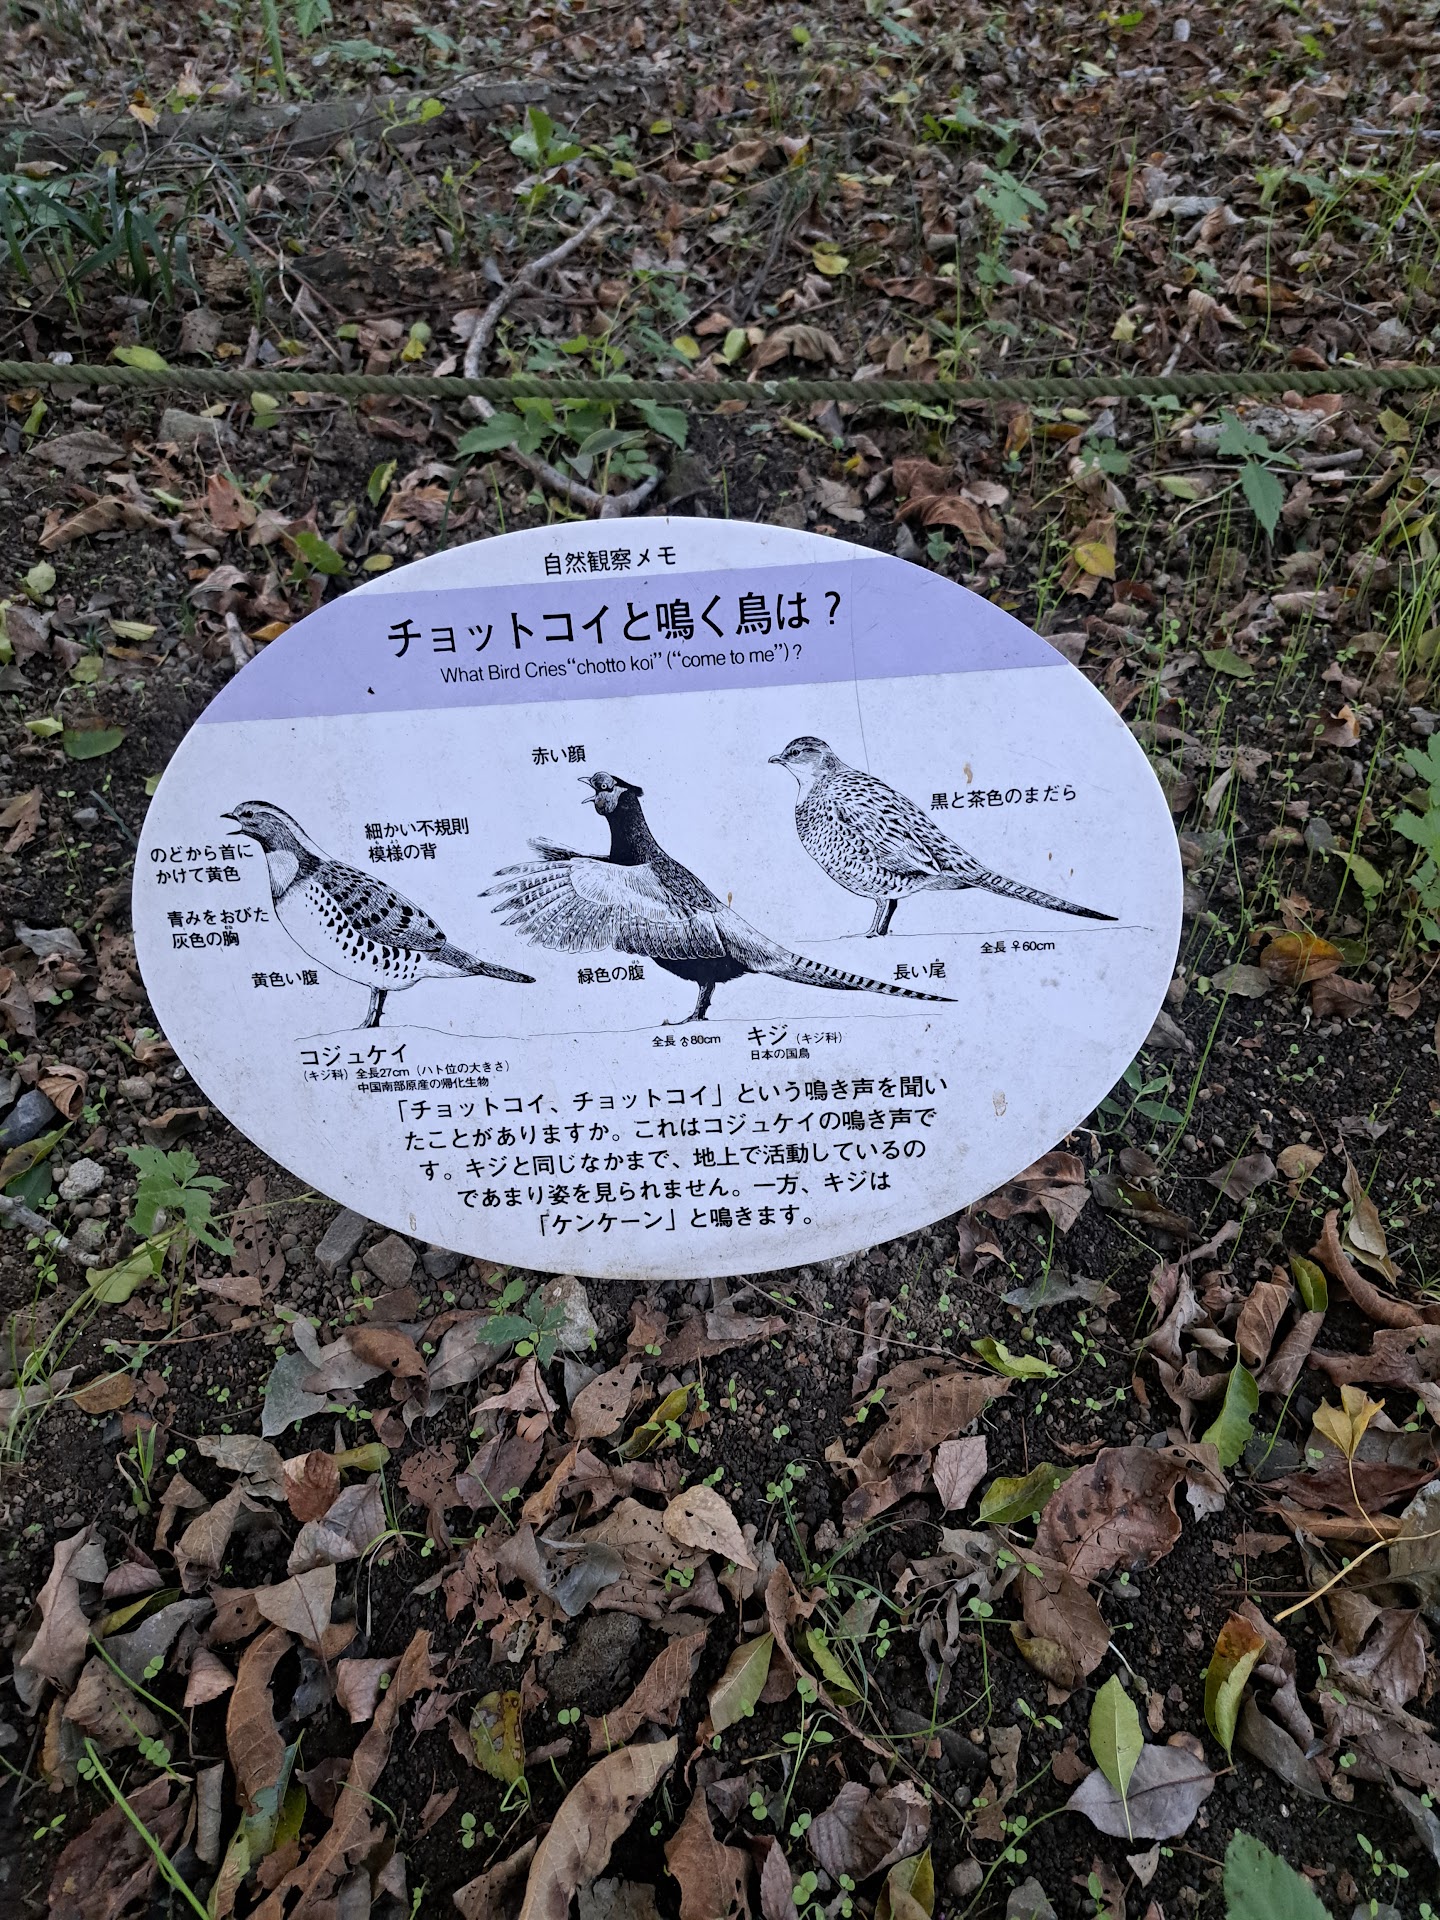 自然観察メモ
チョットコイと鳴く鳥は？
What Bird Cries“chotto koi” (“come to me”)?
赤い顔
黒と茶色のまだら
細かい不規則
模様の背
のどから首に
かけて黄色
青みをおびた
灰色の胸
黄色い腹
緑色の腹
長い尾
全長♀60cm
全長♂80cm
キジ（キジ科）
日本の国鳥
コジュケイ
（キジ科）全長27cm（ハト位の大きさ）
中国南部原産の帰化生物
「チョットコイ、チョットコイ」という鳴き声を聞い
たことがありますか。これはコジュケイの鳴き声で
す。キジと同じなかまで、地上で活動しているの
であまり姿を見られません。一方、キジは
「ケンケーン」と鳴きます。